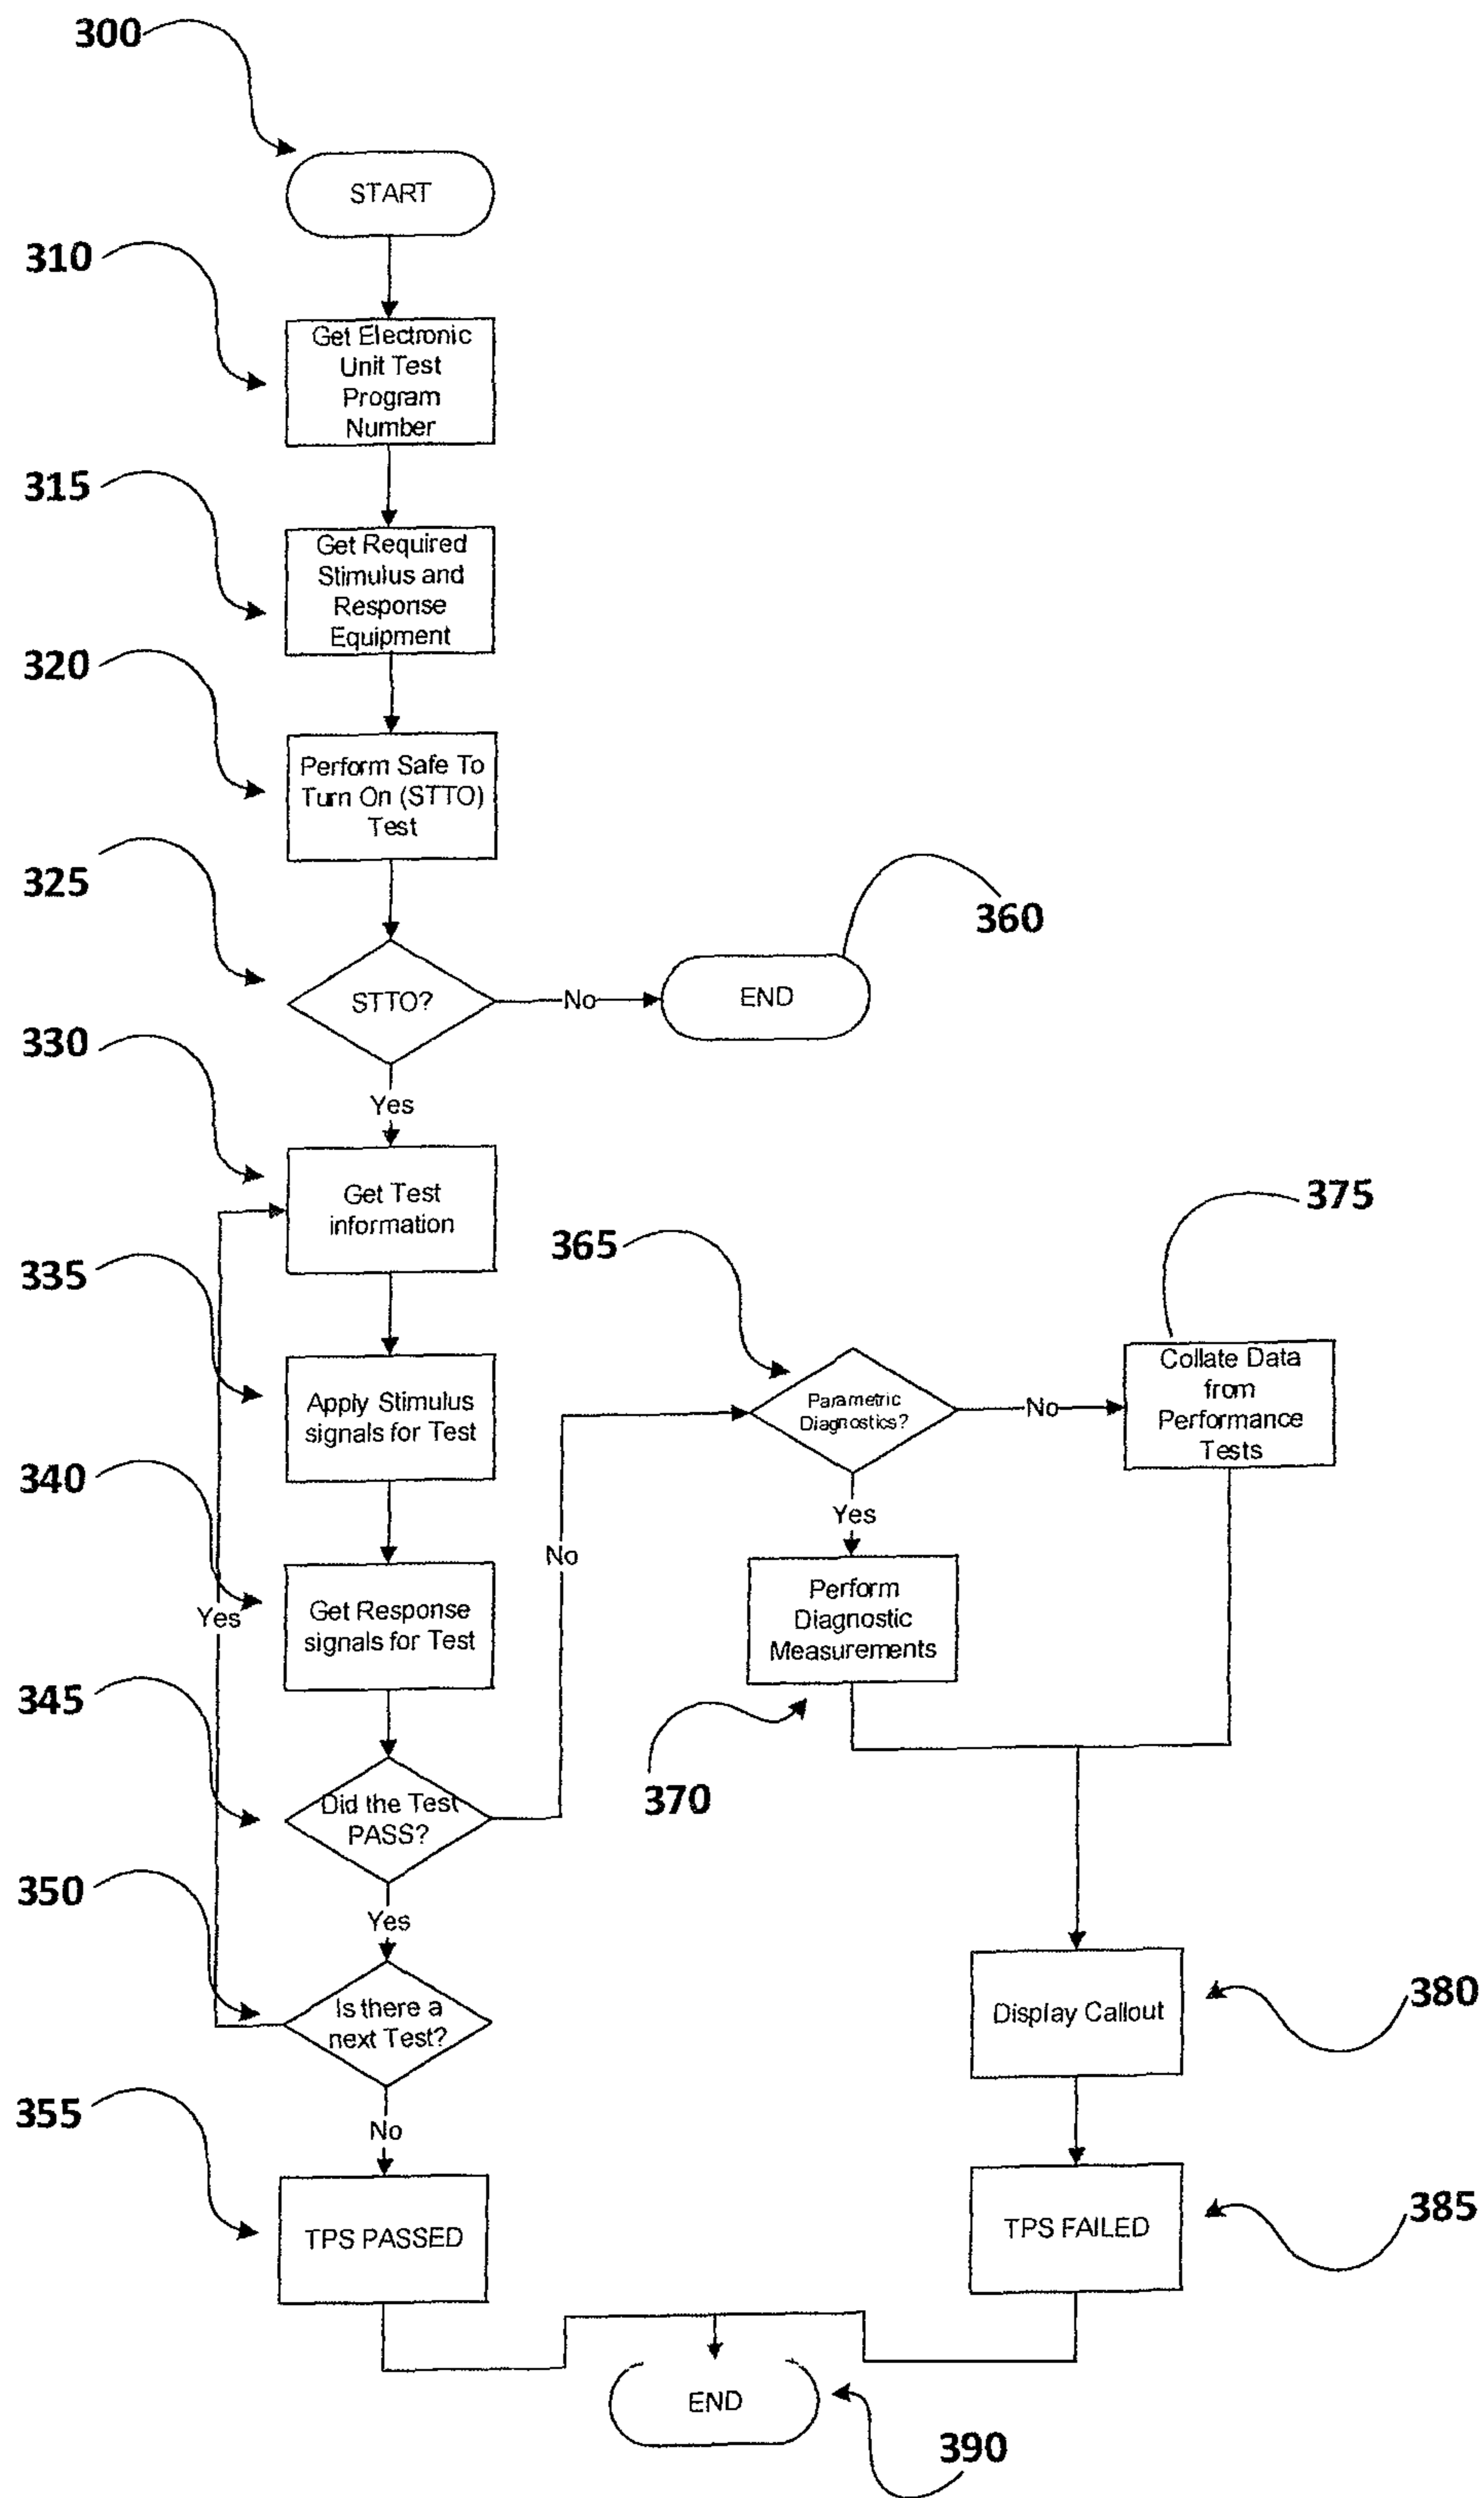 300
START
310
Get Electronic
Unit Test
Program
Number
315
Get Required
Stimulus and
Response
Equipment
320
Perform Safe To
Turn On (STTO)
Test
325
STTO?
No
END
360
330
Yes
Get Test
information
335
Apply Stimulus
signals for Test
365
Parametric
Diagnostics?
No
375
Collate Data
from
Performance
Tests
340
Yes
Get Response
signals for Test
No
Yes
Perform
Diagnostic
Measurements
370
345
Did the Test
PASS?
350
Yes
Is there a
next Test?
Display Callout
380
355
No
TPS PASSED
TPS FAILED
385
END
390